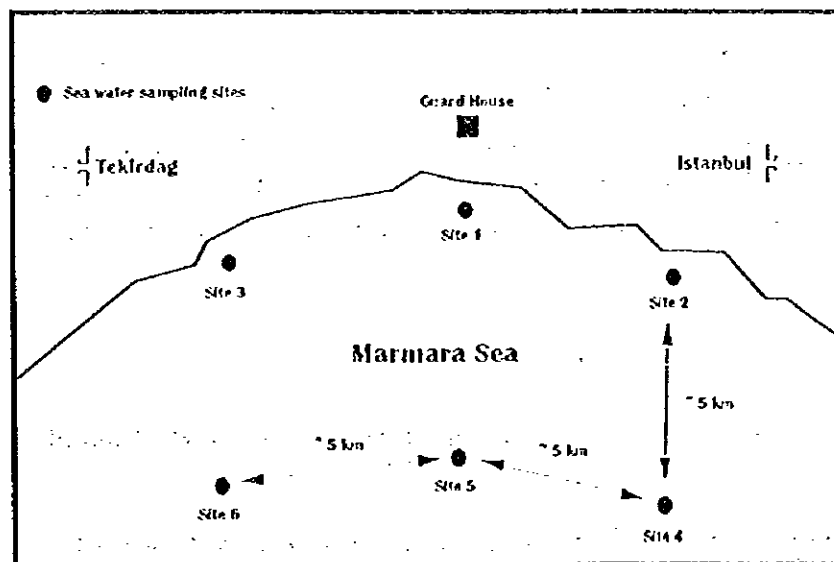 Sea water sampling sites
Guard House
Tekirdag
Istanbul
Site 1
Site 3
Site 2
Marmara Sea
~5 km
~5 km
~5 km
Site 5
Site 6
Site 4